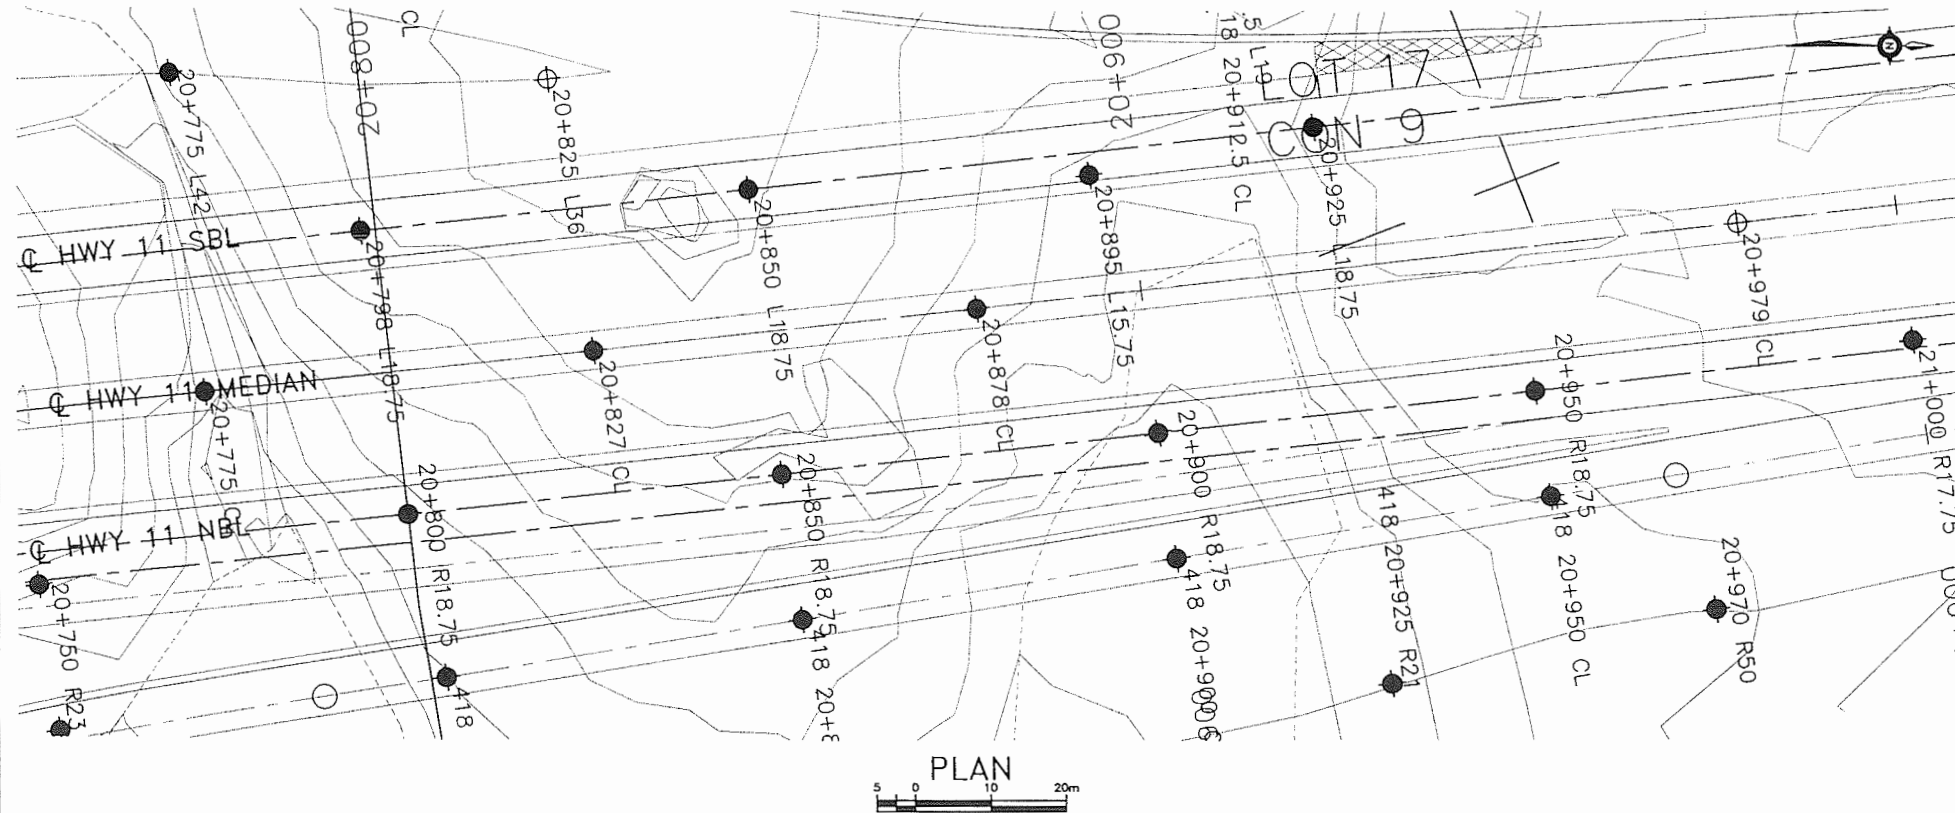 CL
20+800
20+900
18
20+912.5 CL
.5 L19
LOT 17
CON 9
N
20+775 L42
20+825 L36
20+850 L18.75
20+895 L15.75
20+925 L18.75
20+979 CL
CL HWY 11 SBL
20+798 L18.75
20+827 CL
20+878 CL
CL HWY 11 MEDIAN
20+775 CL
20+800 R18.75
20+850 R18.75
20+900 R18.75
20+950 R18.75
21+000 R17.75
CL HWY 11 NBL
20+750 R23
418
418 20+8
418 20+900
418 20+925 R21
418 20+950 CL
20+970 R50
PLAN
5 0 10 20m